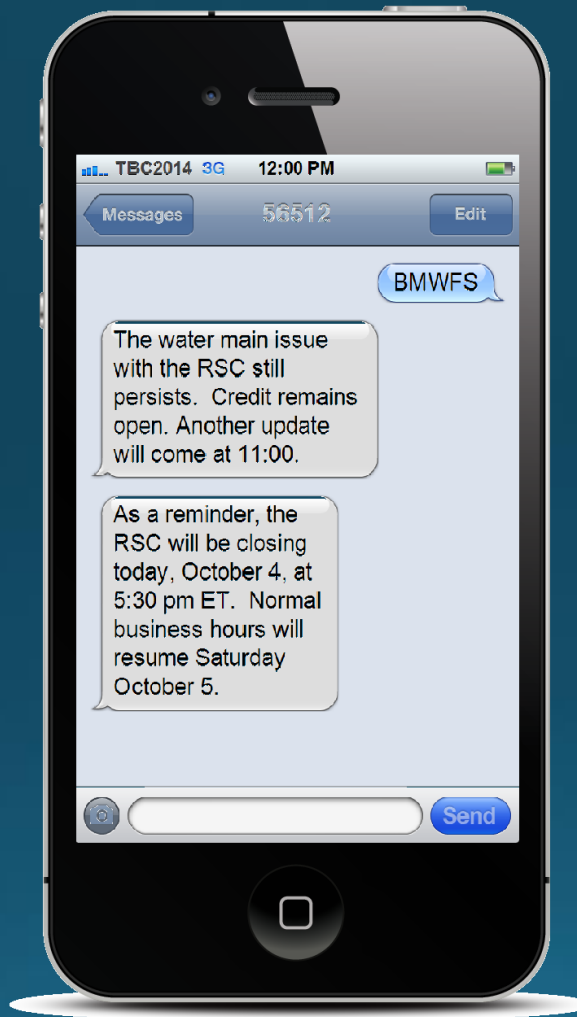 TBC2014 3G 12:00 PM
Messages 56512 Edit
BMWFS
The water main issue
with the RSC still
persists. Credit remains
open. Another update
will come at 11:00.
As a reminder, the
RSC will be closing
today, October 4, at
5:30 pm ET. Normal
business hours will
resume Saturday
October 5.
Send